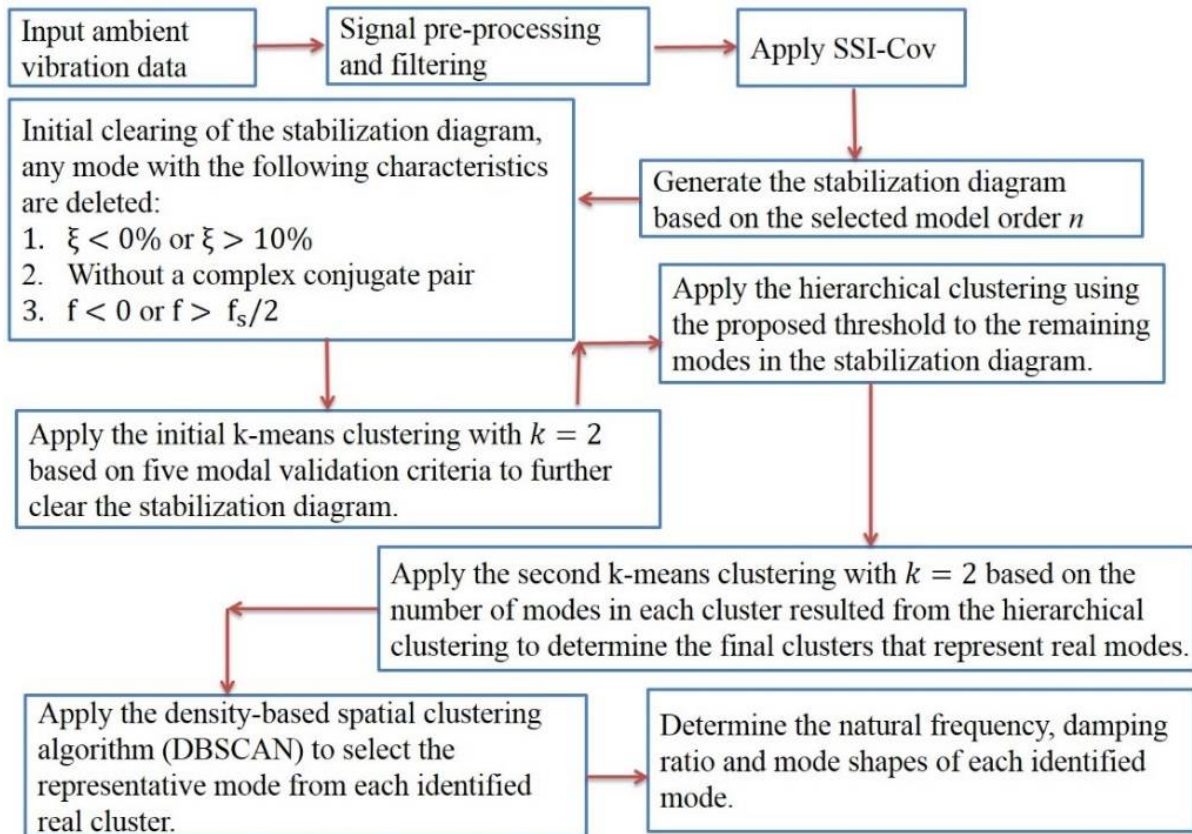 Input ambient
vibration data
Signal pre-processing
and filtering
Apply SSI-Cov
Generate the stabilization diagram
based on the selected model order n
Initial clearing of the stabilization diagram,
any mode with the following characteristics
are deleted:
1. ξ < 0% or ξ > 10%
2. Without a complex conjugate pair
3. f < 0 or f > fₛ/2
Apply the initial k-means clustering with k = 2
based on five modal validation criteria to further
clear the stabilization diagram.
Apply the hierarchical clustering using
the proposed threshold to the remaining
modes in the stabilization diagram.
Apply the second k-means clustering with k = 2 based on the
number of modes in each cluster resulted from the hierarchical
clustering to determine the final clusters that represent real modes.
Apply the density-based spatial clustering
algorithm (DBSCAN) to select the
representative mode from each identified
real cluster.
Determine the natural frequency, damping
ratio and mode shapes of each identified
mode.